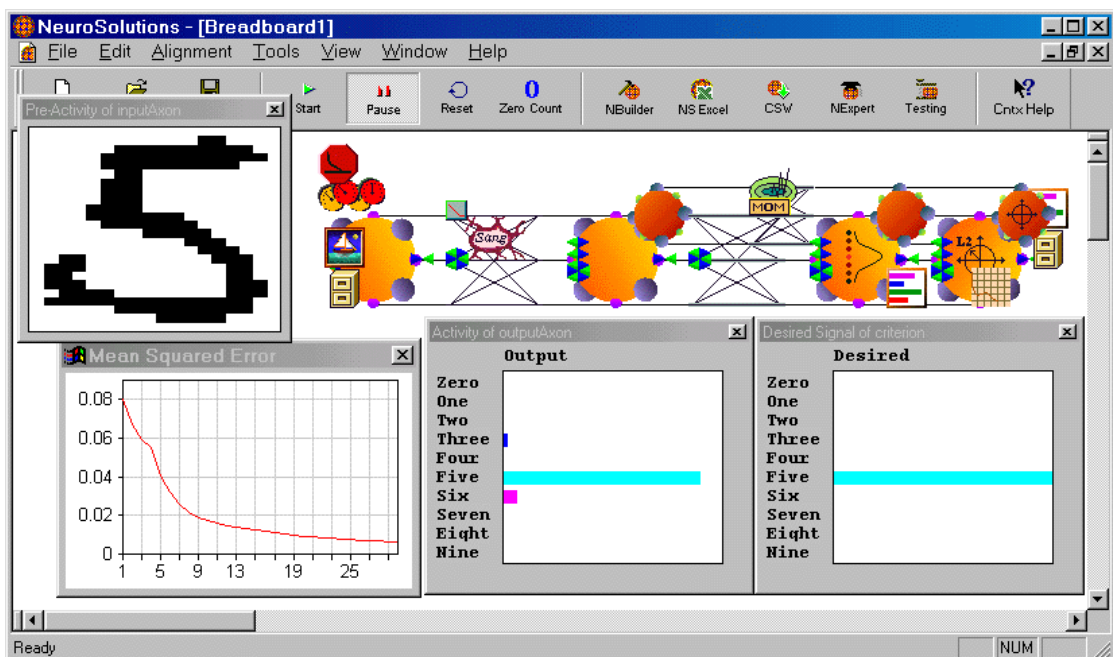 NeuroSolutions - [Breadboard1]
File Edit Alignment Tools View Window Help
Start Pause Reset Zero Count NBuilder NS Excel CSW NExpert Testing Cntx Help
Pre-Activity of inputAxon
Sang
MOM
L2
Mean Squared Error
0.08
0.06
0.04
0.02
0
1 5 9 13 19 25
Activity of outputAxon
Output
Zero
One
Two
Three
Four
Five
Six
Seven
Eight
Nine
Desired Signal of criterion
Desired
Zero
One
Two
Three
Four
Five
Six
Seven
Eight
Nine
Ready NUM